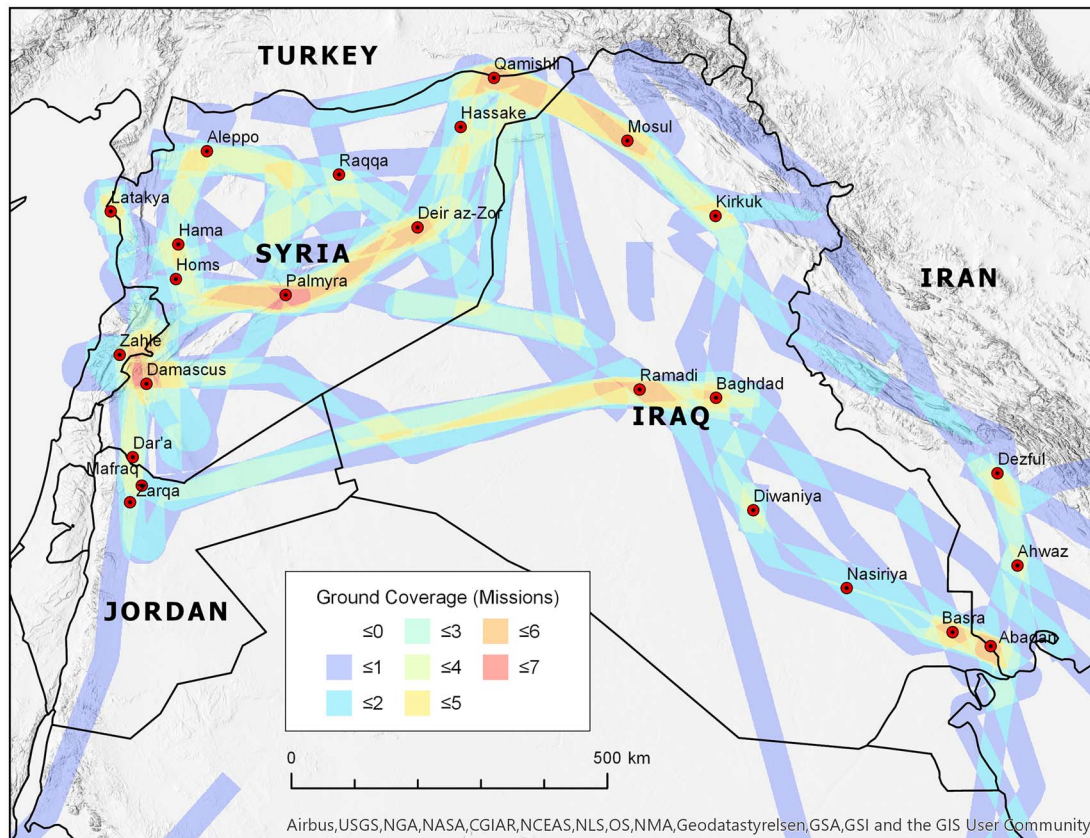 TURKEY
Qamishli
Hassake
Aleppo
Mosul
Raqqa
Latakya
Kirkuk
Deir az-Zor
Hama
SYRIA
Homs
IRAN
Palmyra
Zahle
Damascus
Ramadi
Baghdad
IRAQ
Dar'a
Mafraq
Zarqa
Dezful
Diwaniya
Ahwaz
Nasiriya
JORDAN
Basra
Abadan
Ground Coverage (Missions)
≤0 ≤3 ≤6
≤1 ≤4 ≤7
≤2 ≤5
0 500 km
Airbus,USGS,NGA,NASA,CGIAR,NCEAS,NLS,OS,NMA,Geodatastyrelsen,GSA,GSI and the GIS User Community